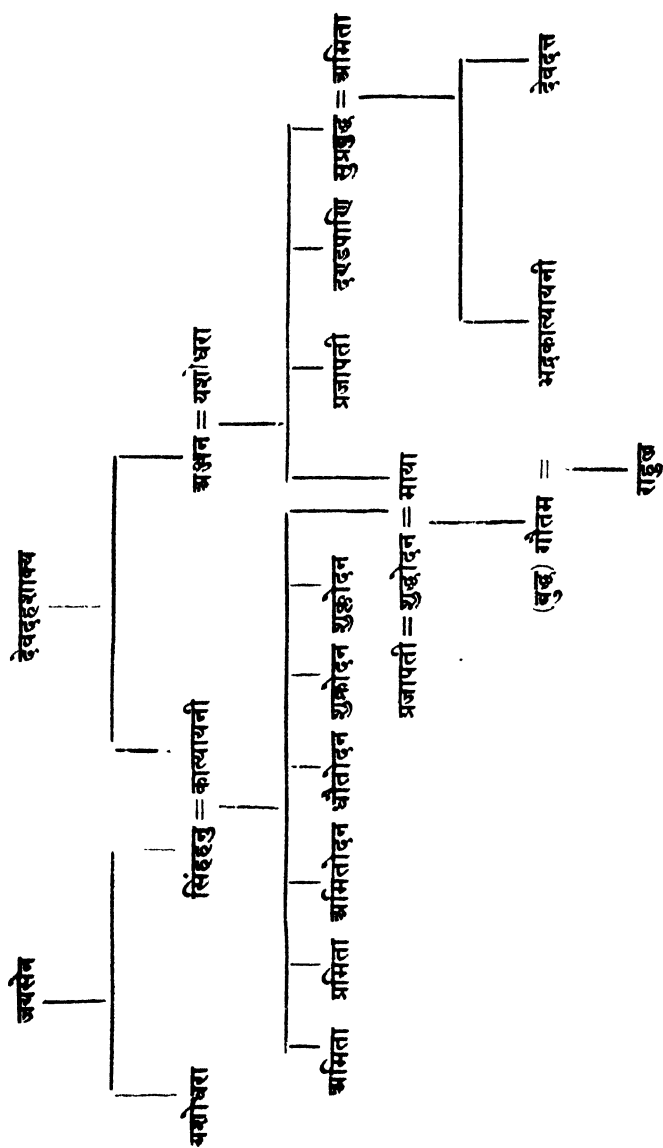 जयसेन देवदहशाक्य
यशोधरा सिंहहनु = कात्यायनी अञ्जन = यशोधरा
अमिता प्रमिता अमितोदन धौतोदन शुक्रोदन शुक्लोदन प्रजापती दण्डपाणि सुप्रबुद्ध = अमिता
प्रजापती = शुद्धोदन = माया
(बुद्ध) गौतम = भद्रकात्यायनी देवदत्त
राहुल